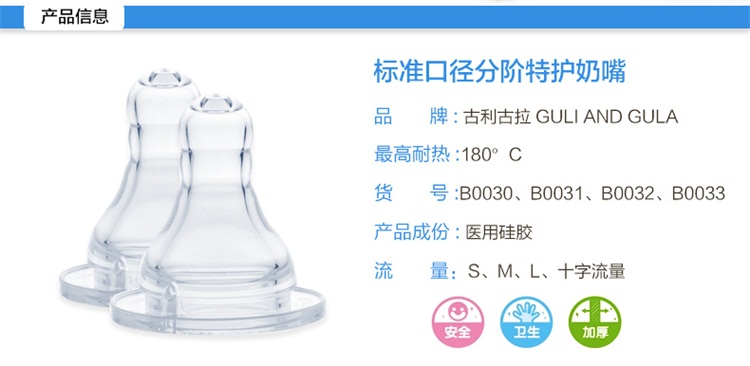 产品信息
标准口径分阶特护奶嘴
品 牌：古利古拉 GULI AND GULA
最高耐热：180° C
货 号：B0030、B0031、B0032、B0033
产品成份：医用硅胶
流 量：S、M、L、十字流量
安全 卫生 加厚